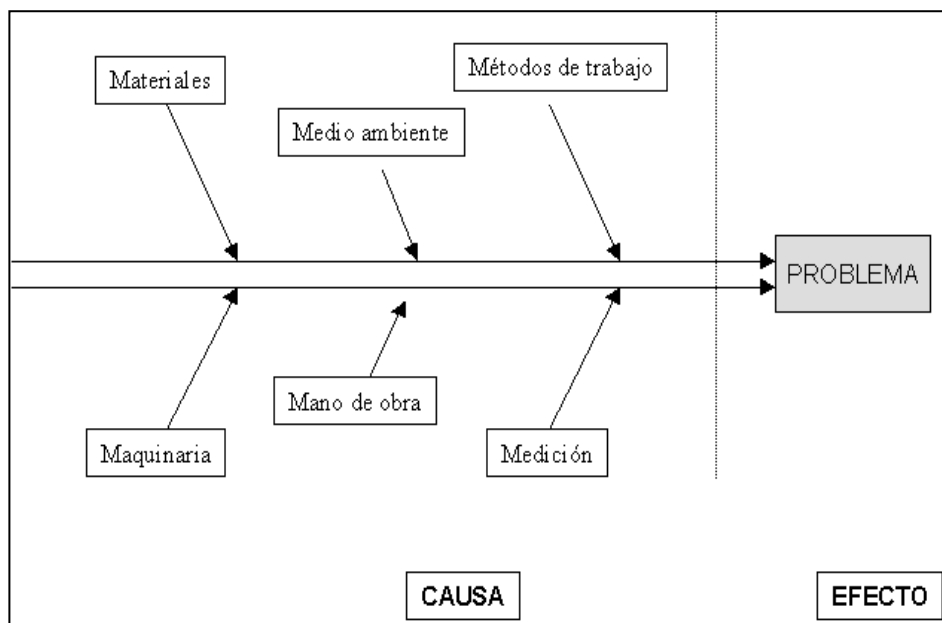 Materiales
Métodos de trabajo
Medio ambiente
PROBLEMA
Mano de obra
Maquinaria
Medición
CAUSA
EFECTO